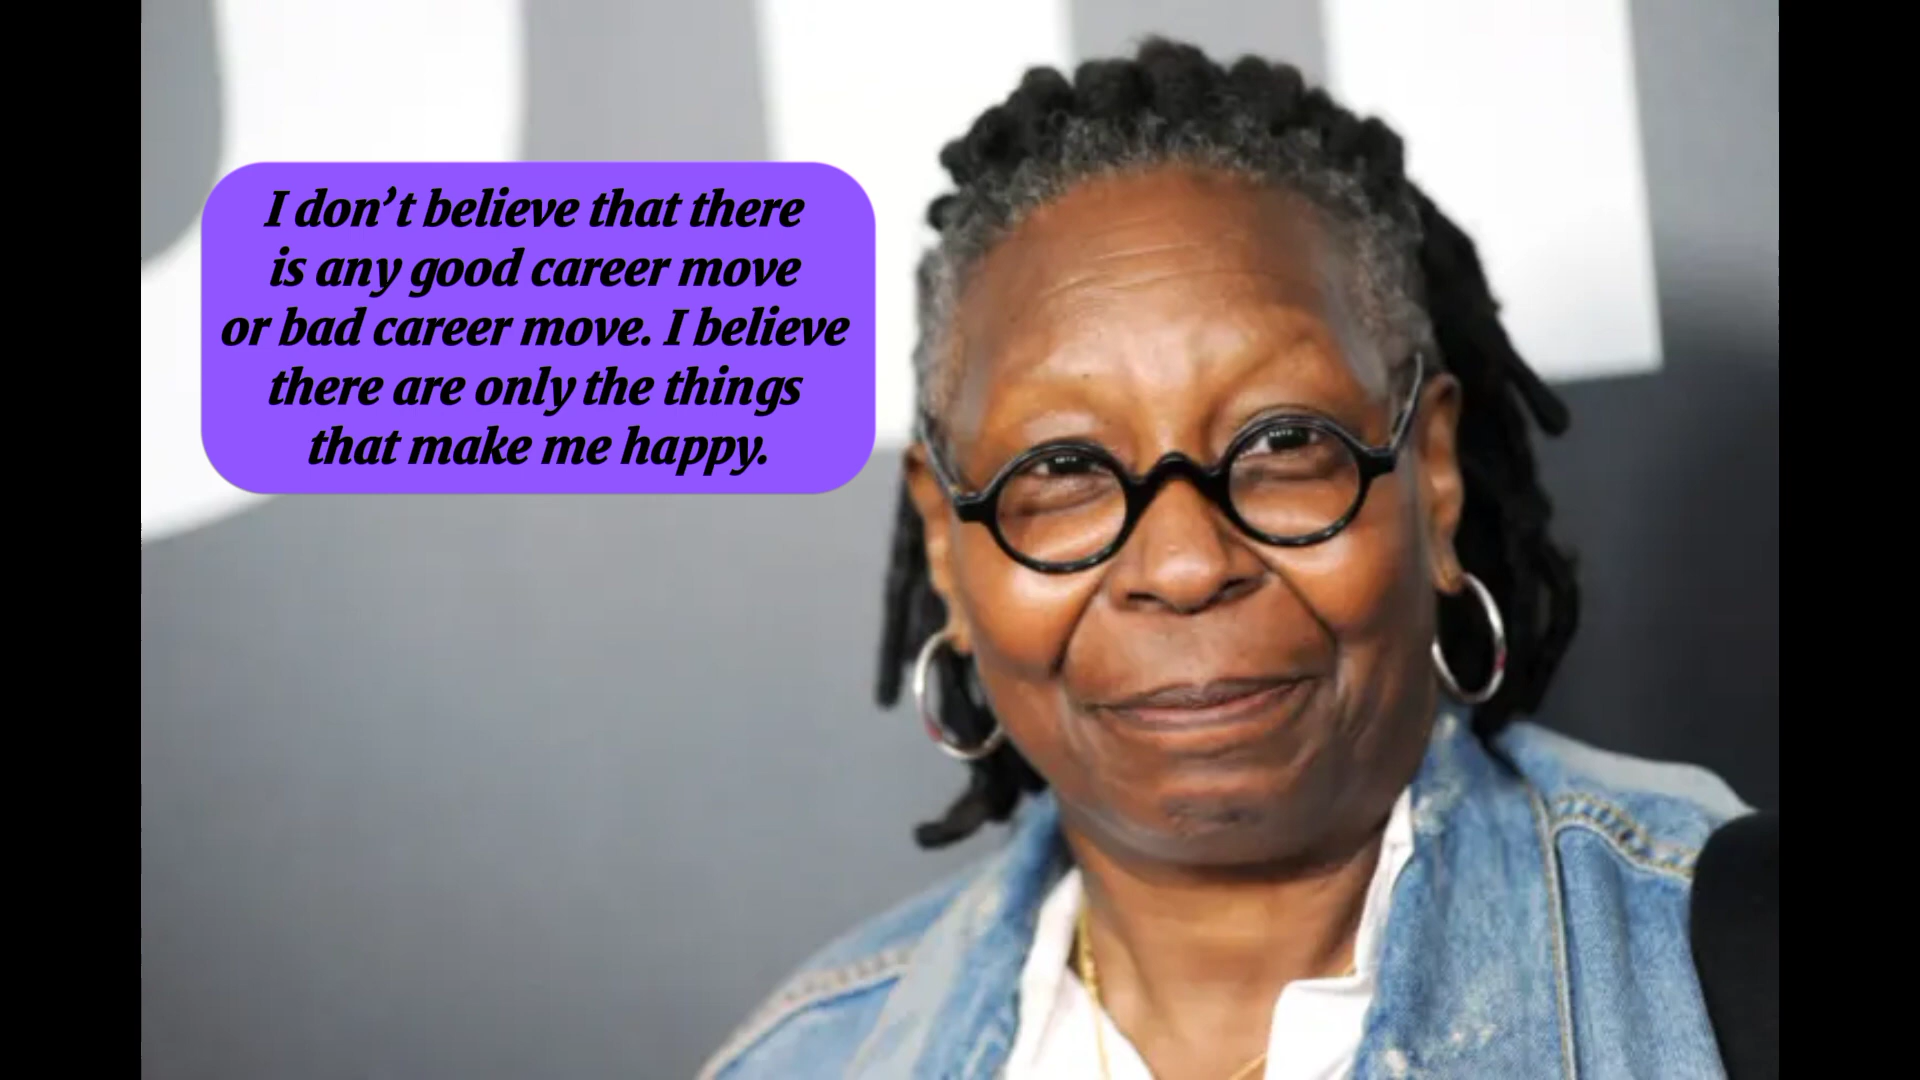 I don’t believe that there
is any good career move
or bad career move. I believe
there are only the things
that make me happy.